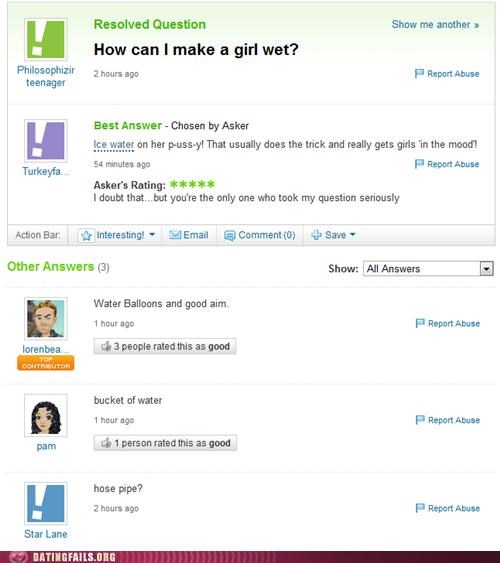 Resolved Question
Show me another »
How can I make a girl wet?
Philosophizir
teenager
2 hours ago
Report Abuse
Best Answer - Chosen by Asker
Ice water on her p-uss-y! That usually does the trick and really gets girls 'in the mood'!
Turkeyfa...
54 minutes ago
Report Abuse
Asker's Rating: *****
I doubt that...but you're the only one who took my question seriously
Action Bar: Interesting! Email Comment (0) Save
Other Answers (3)
Show: All Answers
Water Balloons and good aim.
lorenbea...
TOP
CONTRIBUTOR
1 hour ago
Report Abuse
3 people rated this as good
bucket of water
pam
1 hour ago
Report Abuse
1 person rated this as good
hose pipe?
Star Lane
2 hours ago
Report Abuse
DATINGFAILS.ORG